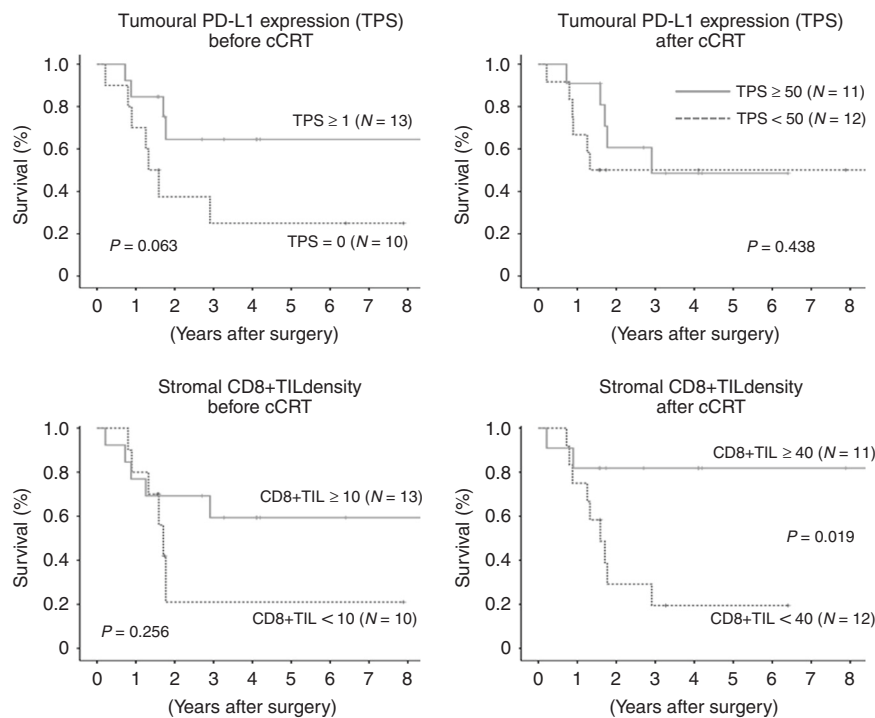 Tumoural PD-L1 expression (TPS)
before cCRT
Survival (%)
1.0
0.8
0.6
0.4
0.2
0
TPS ≥ 1 (N = 13)
TPS = 0 (N = 10)
P = 0.063
0 1 2 3 4 5 6 7 8
(Years after surgery)
Tumoural PD-L1 expression (TPS)
after cCRT
Survival (%)
1.0
0.8
0.6
0.4
0.2
0
TPS ≥ 50 (N = 11)
TPS < 50 (N = 12)
P = 0.438
0 1 2 3 4 5 6 7 8
(Years after surgery)
Stromal CD8+TILdensity
before cCRT
Survival (%)
1.0
0.8
0.6
0.4
0.2
0
CD8+TIL ≥ 10 (N = 13)
CD8+TIL < 10 (N = 10)
P = 0.256
0 1 2 3 4 5 6 7 8
(Years after surgery)
Stromal CD8+TILdensity
after cCRT
Survival (%)
1.0
0.8
0.6
0.4
0.2
0
CD8+TIL ≥ 40 (N = 11)
P = 0.019
CD8+TIL < 40 (N = 12)
0 1 2 3 4 5 6 7 8
(Years after surgery)